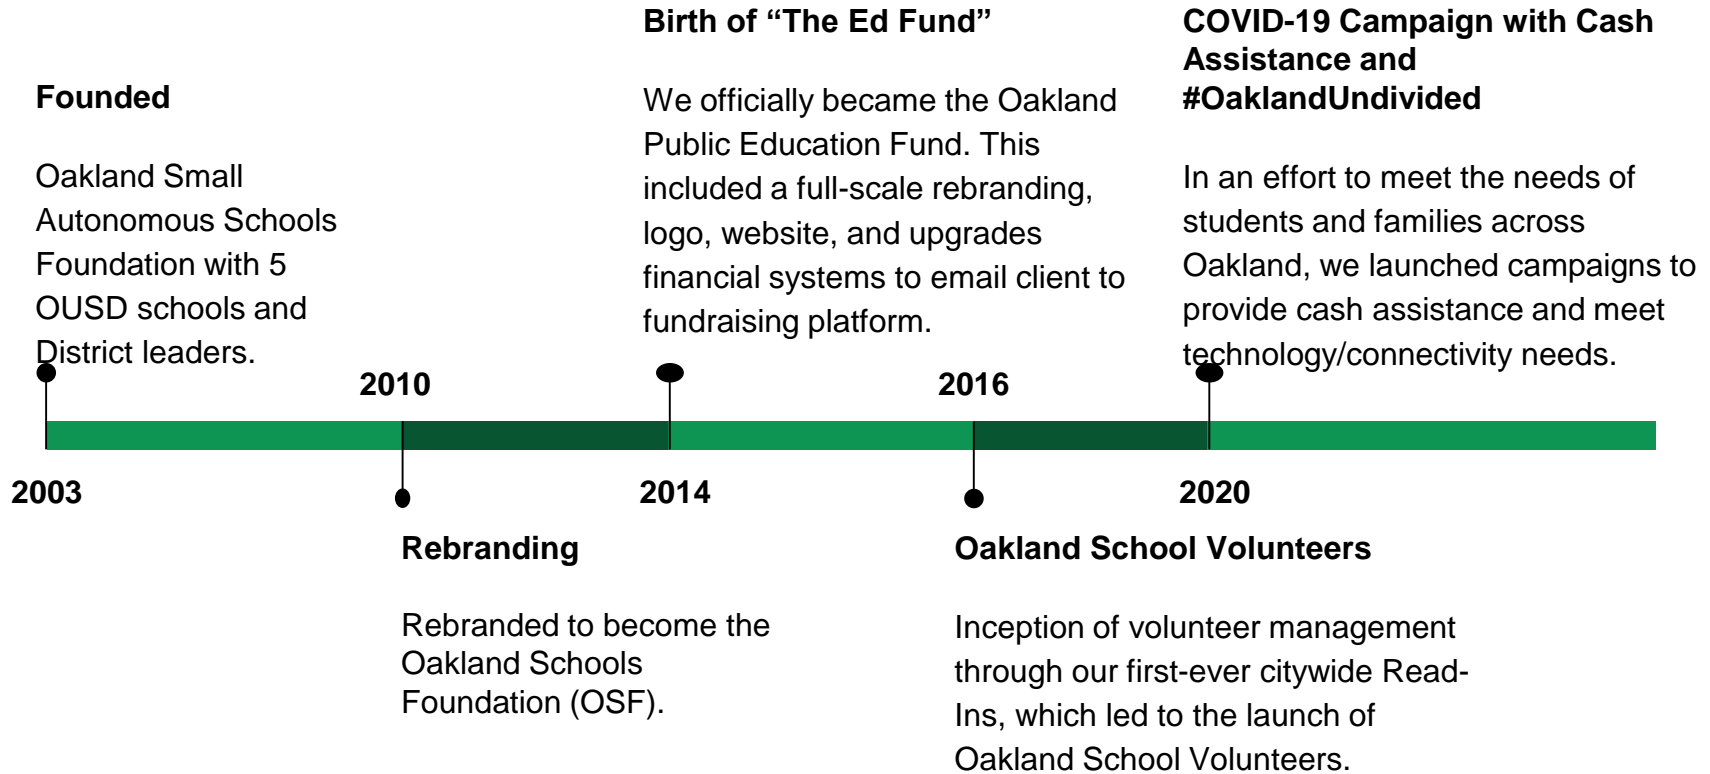 Founded
Oakland Small
Autonomous Schools
Foundation with 5
OUSD schools and
District leaders.
2003
2010
Rebranding
Rebranded to become the
Oakland Schools
Foundation (OSF).
Birth of “The Ed Fund”
We officially became the Oakland
Public Education Fund. This
included a full-scale rebranding,
logo, website, and upgrades
financial systems to email client to
fundraising platform.
2014
2016
Oakland School Volunteers
Inception of volunteer management
through our first-ever citywide Read-
Ins, which led to the launch of
Oakland School Volunteers.
COVID-19 Campaign with Cash
Assistance and
#OaklandUndivided
In an effort to meet the needs of
students and families across
Oakland, we launched campaigns to
provide cash assistance and meet
technology/connectivity needs.
2020